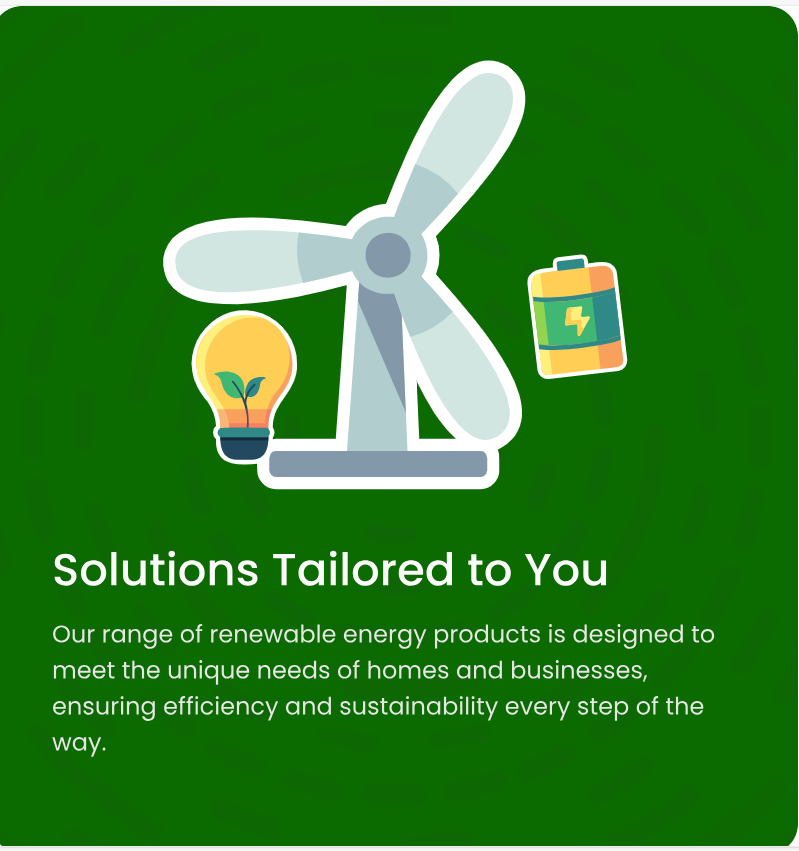 Solutions Tailored to You
Our range of renewable energy products is designed to
meet the unique needs of homes and businesses,
ensuring efficiency and sustainability every step of the
way.